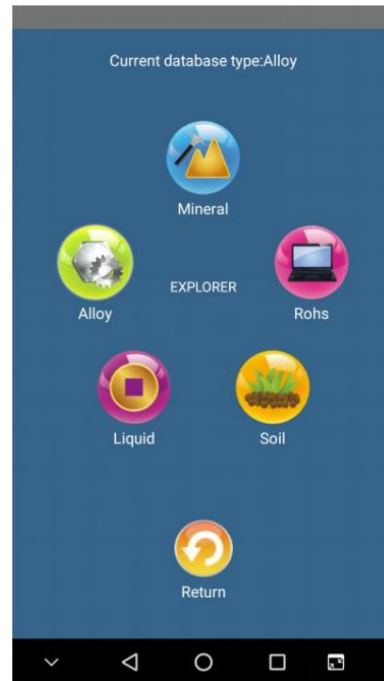 Current database type:Alloy
Mineral
EXPLORER
Alloy
Rohs
Liquid
Soil
Return